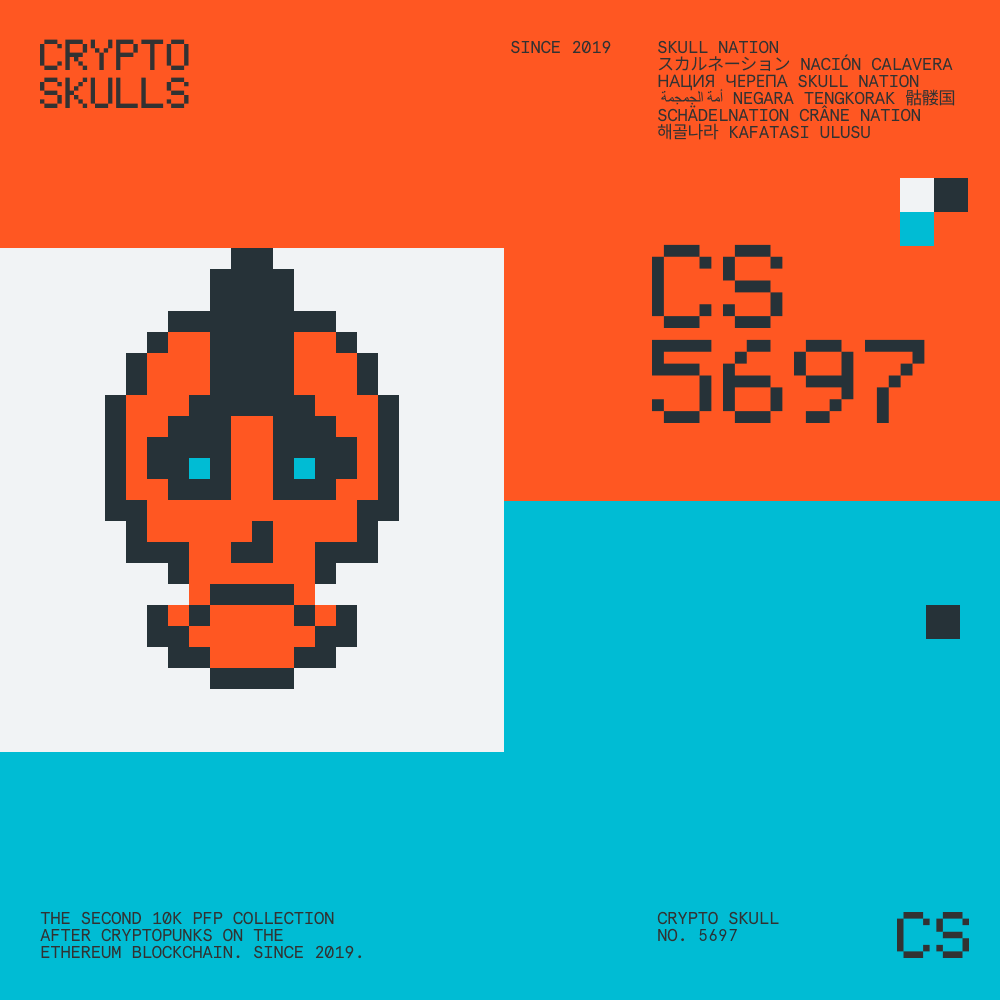 CRYPTO
SKULLS
SINCE 2019
SKULL NATION
スカルネーション NACIÓN CALAVERA
НАЦИЯ ЧЕРЕПА SKULL NATION
أمة الجمجمة NEGARA TENGKORAK 骷髅国
SCHÄDELNATION CRÂNE NATION
해골나라 KAFATASI ULUSU
CS
5697
THE SECOND 10K PFP COLLECTION
AFTER CRYPTOPUNKS ON THE
ETHEREUM BLOCKCHAIN. SINCE 2019.
CRYPTO SKULL
NO. 5697
CS